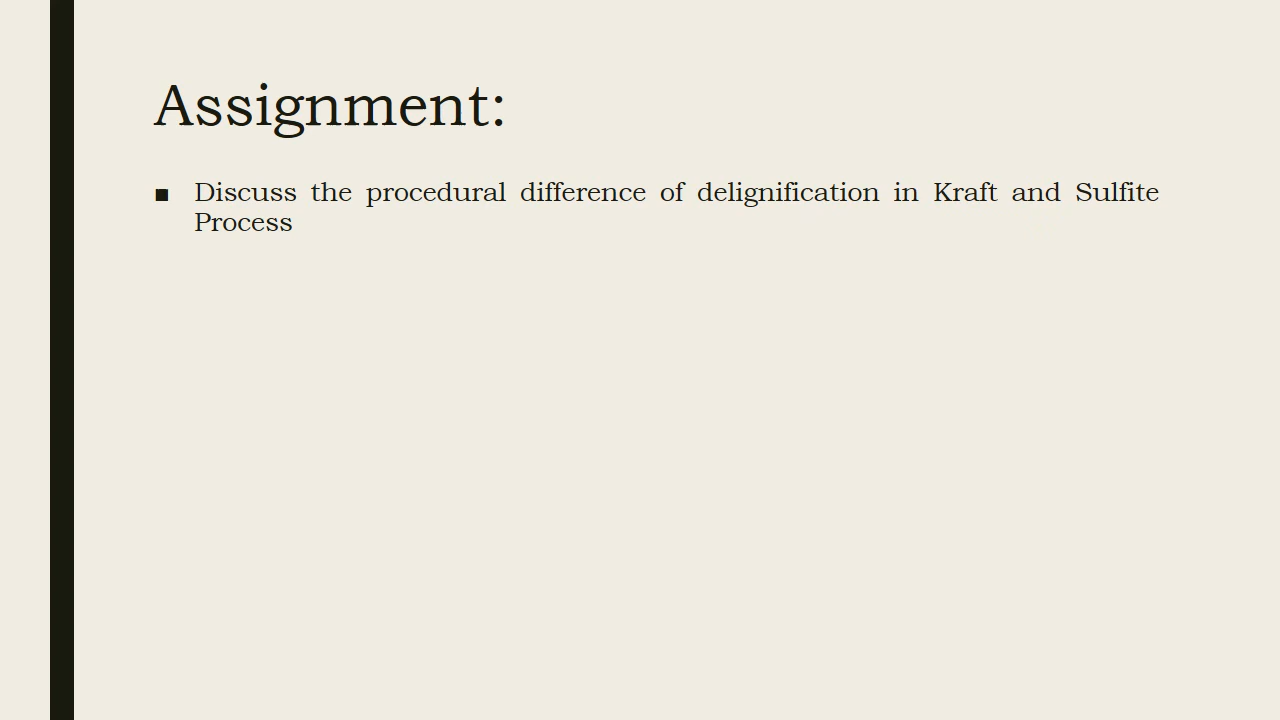 Assignment:
▪ Discuss the procedural difference of delignification in Kraft and Sulfite
Process